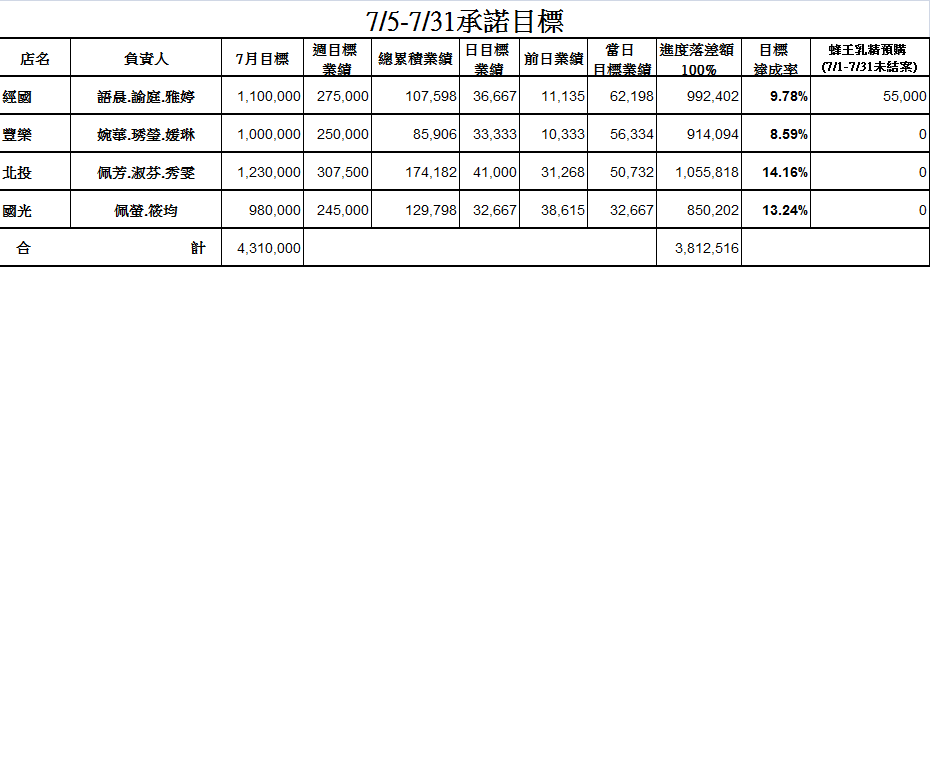 7/5-7/31承諾目標
店名 負責人 7月目標 週目標業績 總累積業績 日目標業績 前日業績 當日目標業績 進度落差額100% 目標達成率 蜂王乳精預購(7/1-7/31未結案)
經國 語晨.諭庭.雅婷 1,100,000 275,000 107,598 36,667 11,135 62,198 992,402 9.78% 55,000
豐樂 婉華.琇瑩.媛琳 1,000,000 250,000 85,906 33,333 10,333 56,334 914,094 8.59% 0
北投 佩芳.淑芬.秀雯 1,230,000 307,500 174,182 41,000 31,268 50,732 1,055,818 14.16% 0
國光 佩螢.筱均 980,000 245,000 129,798 32,667 38,615 32,667 850,202 13.24% 0
合 計 4,310,000 3,812,516